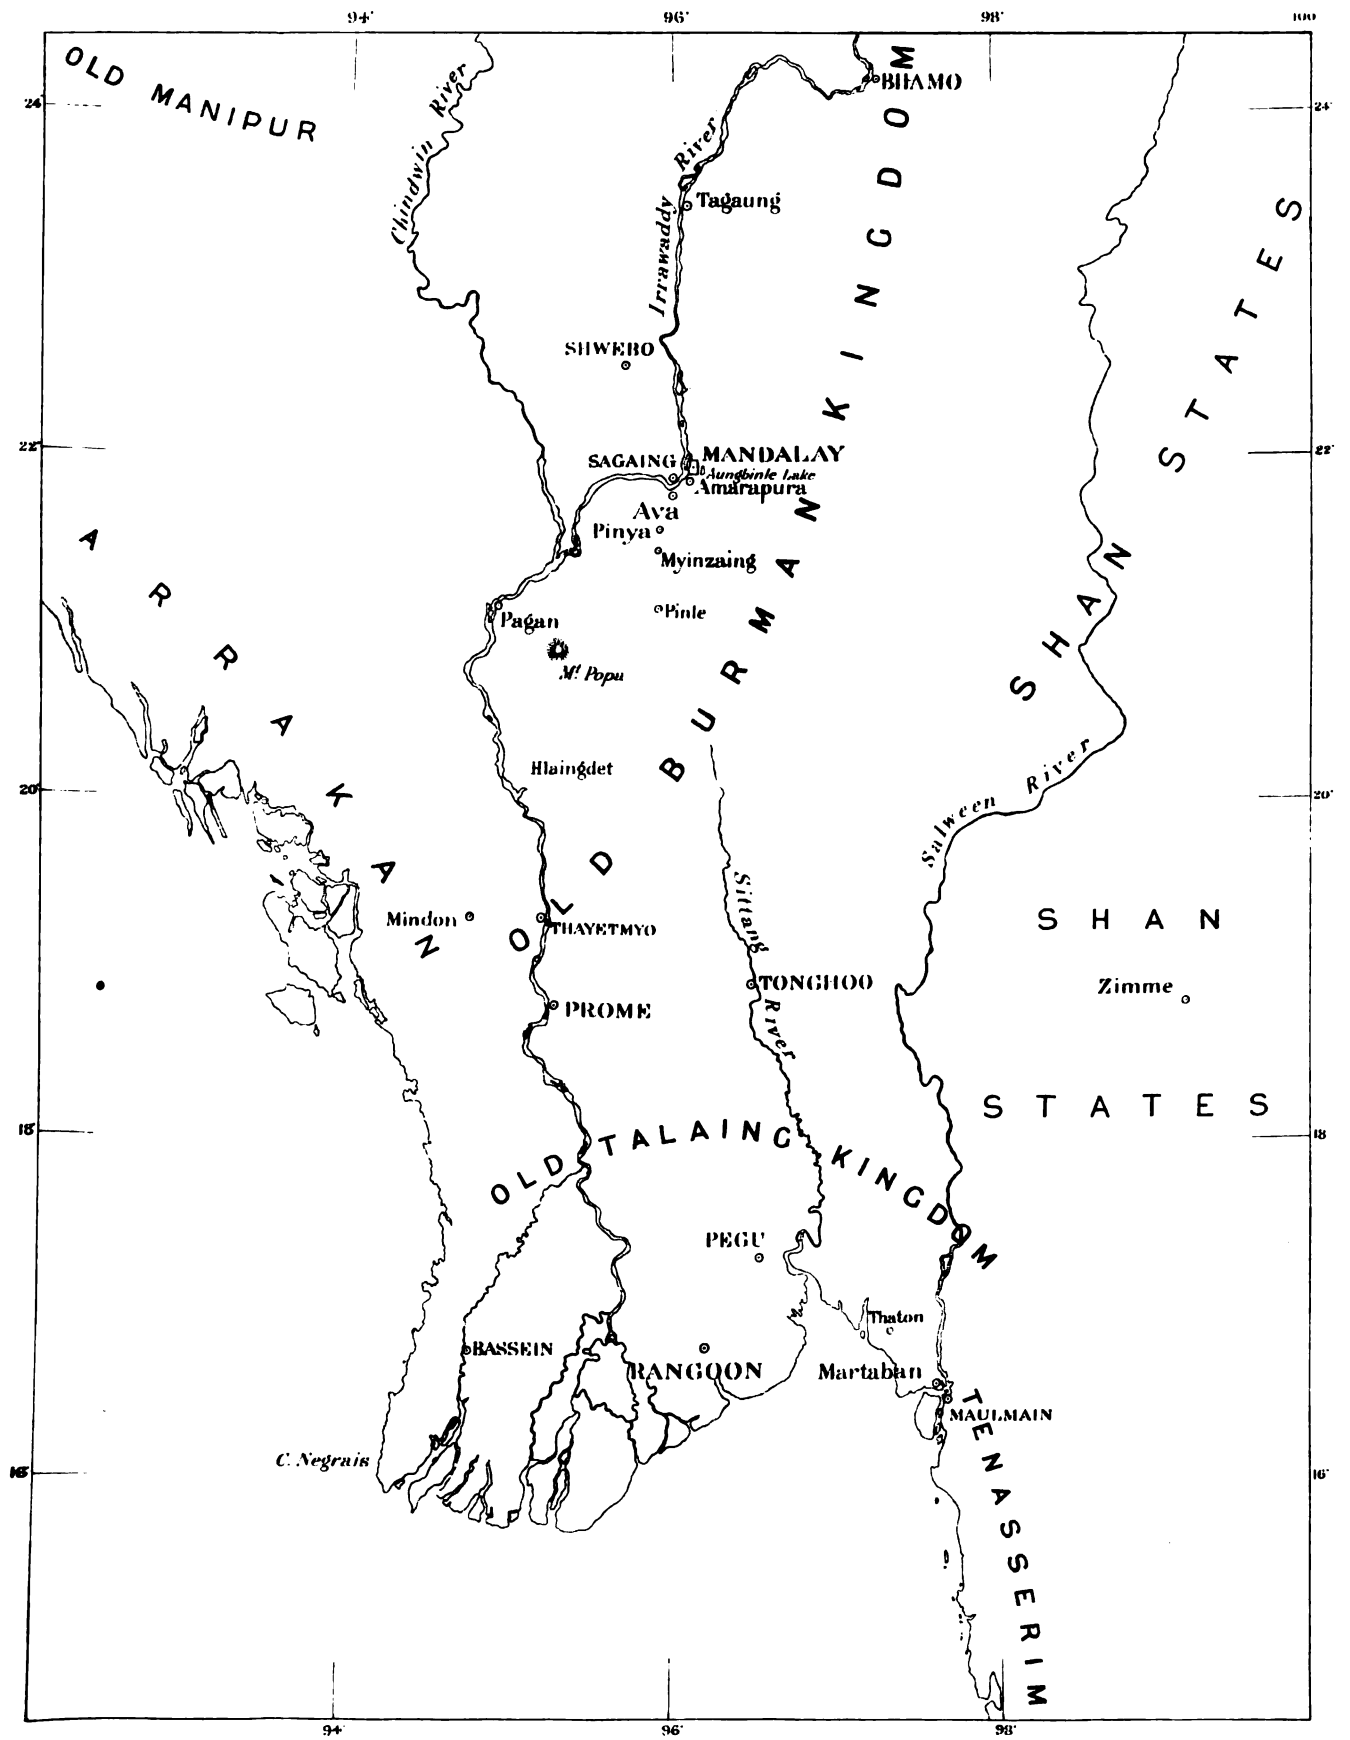 94°
96°
98°
100
OLD MANIPUR
24°
24°
Chindwin River
BHAMO
Irrawaddy River
Tagaung
SHWEBO
22°
22°
SAGAING
MANDALAY
Aungbinle Lake
Amarapura
Ava
Pinya
Myinzaing
Pinle
Pagan
Mt Popu
OLD BURMAN KINGDOM
SHAN STATES
ARRAKAN
Hlaingdet
20°
20°
Salween River
Sittang River
Mindon
THAYETMYO
SHAN
STATES
Zimme
TONGHOO
PROME
18°
18
OLD TALAING KINGDOM
PEGU
Thaton
BASSEIN
RANGOON
Martaban
MAULMAIN
TENASSERIM
C. Negrais
16°
16°
94°
96°
98°